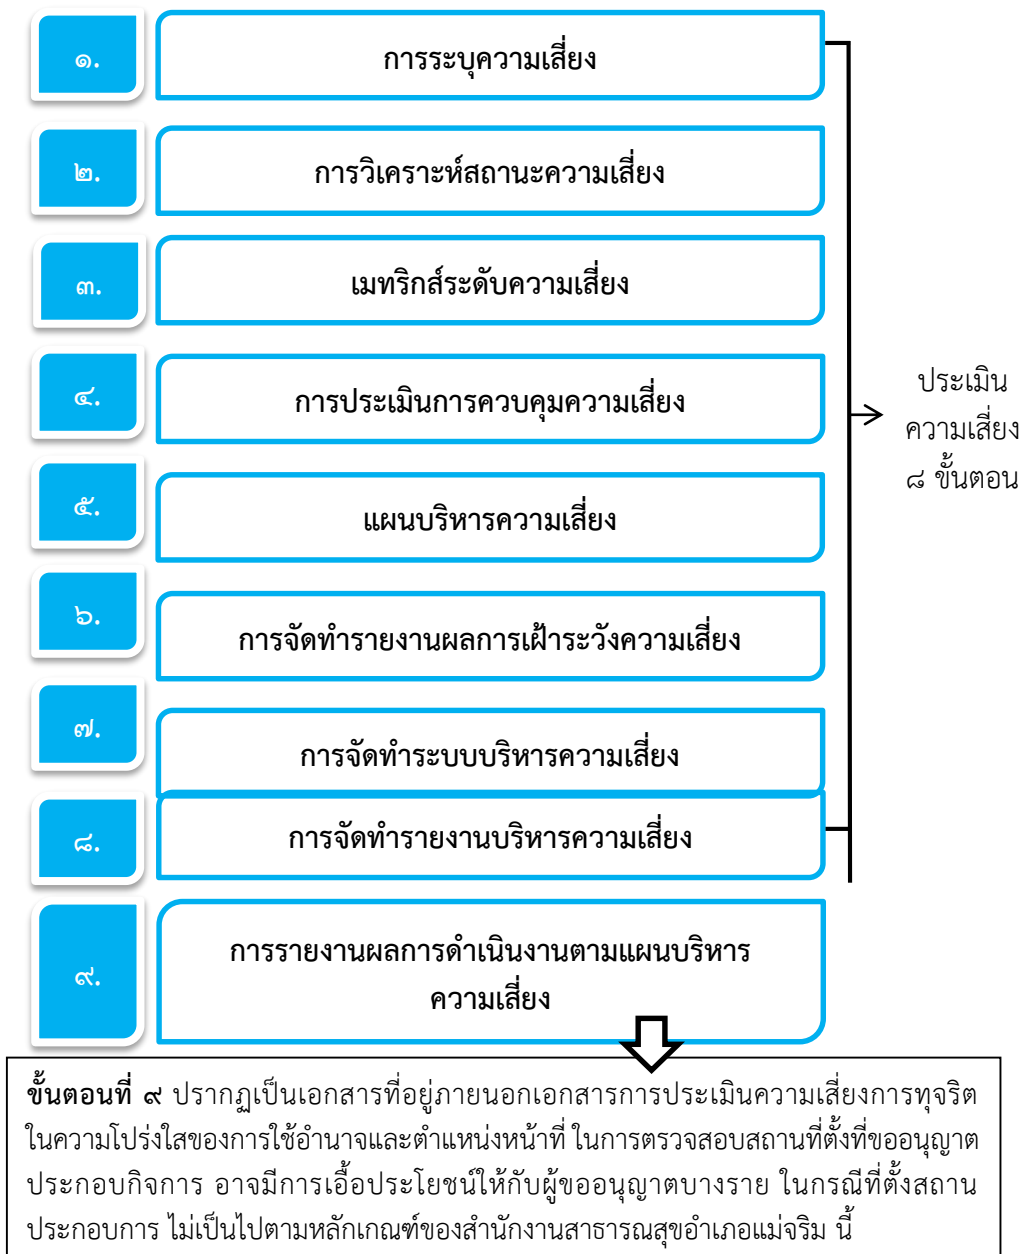 ๑.
การระบุความเสี่ยง
๒.
การวิเคราะห์สถานะความเสี่ยง
๓.
เมทริกส์ระดับความเสี่ยง
๔.
การประเมินการควบคุมความเสี่ยง
๕.
แผนบริหารความเสี่ยง
๖.
การจัดทำรายงานผลการเฝ้าระวังความเสี่ยง
๗.
การจัดทำระบบบริหารความเสี่ยง
๘.
การจัดทำรายงานบริหารความเสี่ยง
๙.
การรายงานผลการดำเนินงานตามแผนบริหาร
ความเสี่ยง
ประเมิน
ความเสี่ยง
๘ ขั้นตอน
ขั้นตอนที่ ๙ ปรากฏเป็นเอกสารที่อยู่ภายนอกเอกสารการประเมินความเสี่ยงการทุจริต
ในความโปร่งใสของการใช้อำนาจและตำแหน่งหน้าที่ ในการตรวจสอบสถานที่ตั้งที่ขออนุญาต
ประกอบกิจการ อาจมีการเอื้อประโยชน์ให้กับผู้ขออนุญาตบางราย ในกรณีที่ตั้งสถาน
ประกอบการ ไม่เป็นไปตามหลักเกณฑ์ของสำนักงานสาธารณสุขอำเภอแม่จริม นี้